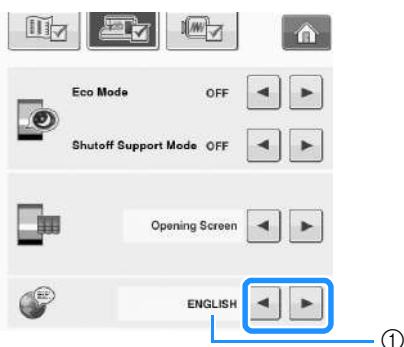 Eco Mode OFF
Shutoff Support Mode OFF
Opening Screen
ENGLISH
①